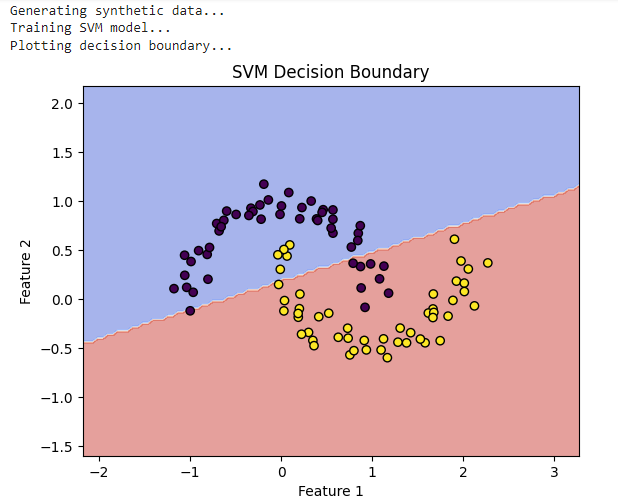 Generating synthetic data...
Training SVM model...
Plotting decision boundary...
SVM Decision Boundary
2.0
1.5
1.0
0.5
0.0
−0.5
−1.0
−1.5
Feature 2
−2 −1 0 1 2 3
Feature 1